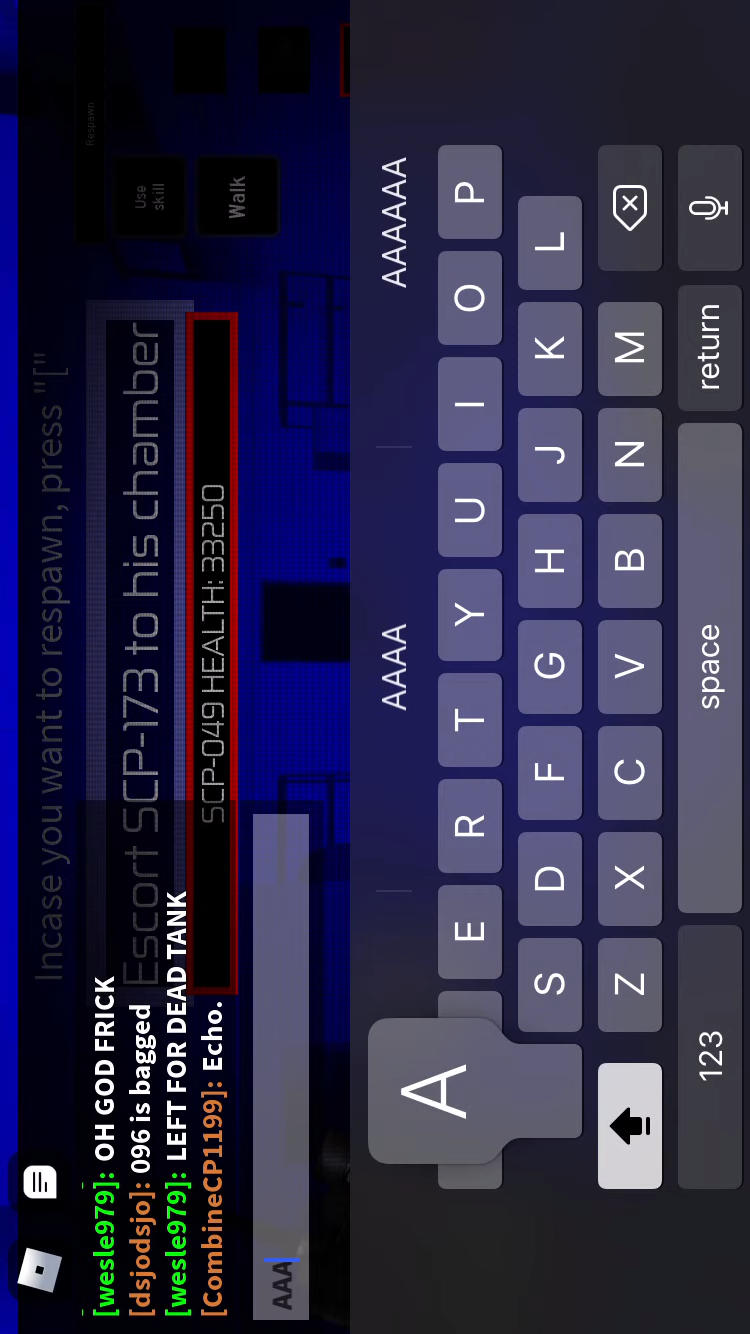 Respawn
Use
skill
Walk
Incase you want to respawn, press "["
Escort SCP-173 to his chamber
SCP-049 HEALTH: 33250
[wesle979]: OH GOD FRICK
[dsjodsjo]: 096 is bagged
[wesle979]: LEFT FOR DEAD TANK
[CombineCP1199]: Echo.
AAA
AAAA
AAAAAA
E R T Y U I O P
A
S D F G H J K L
Z X C V B N M
123
space
return